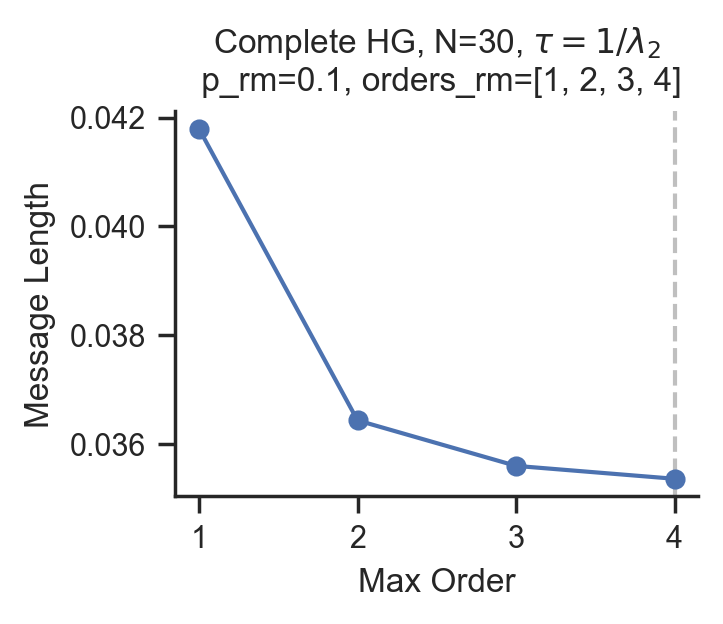 Complete HG, N=30, τ = 1/λ₂
p_rm=0.1, orders_rm=[1, 2, 3, 4]
0.042
0.040
0.038
0.036
Message Length
1 2 3 4
Max Order